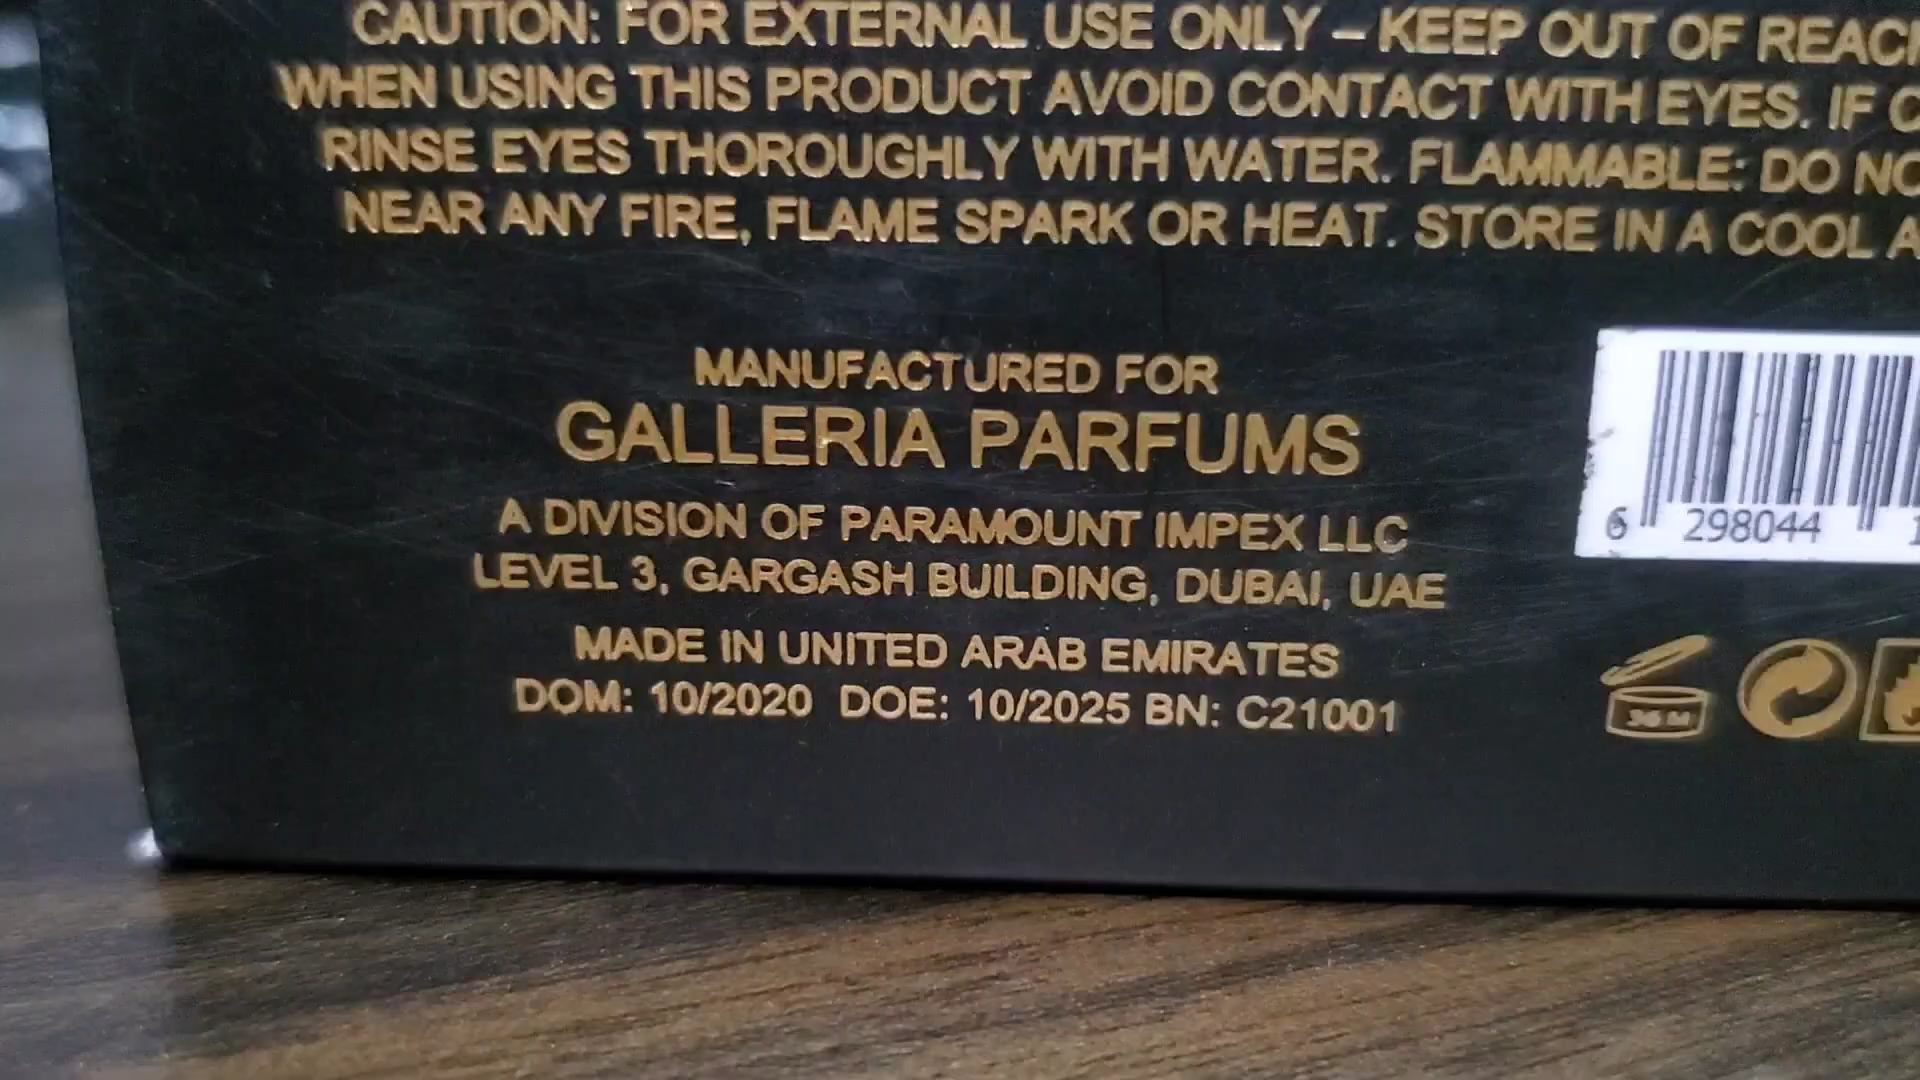 CAUTION: FOR EXTERNAL USE ONLY – KEEP OUT OF REACH
WHEN USING THIS PRODUCT AVOID CONTACT WITH EYES. IF C
RINSE EYES THOROUGHLY WITH WATER. FLAMMABLE: DO NO
NEAR ANY FIRE, FLAME SPARK OR HEAT. STORE IN A COOL A
MANUFACTURED FOR
GALLERIA PARFUMS
A DIVISION OF PARAMOUNT IMPEX LLC
LEVEL 3, GARGASH BUILDING, DUBAI, UAE
MADE IN UNITED ARAB EMIRATES
DOM: 10/2020 DOE: 10/2025 BN: C21001
6 298044 1
36 M